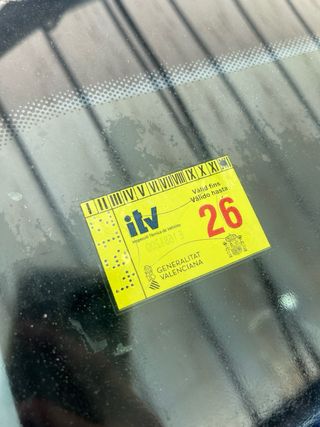 I II III IV V VI VII VIII IX X XI XII
itv
Inspecció Tècnica de Vehicles
Vàlid fins
Válido hasta
26
GENERALITAT
VALENCIANA